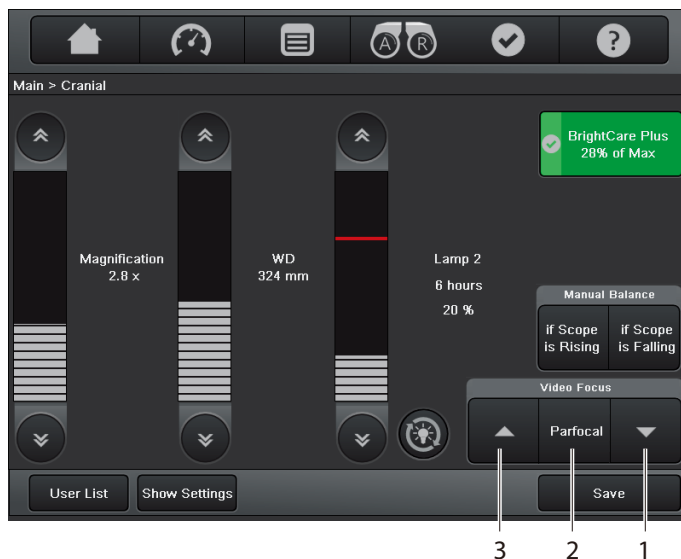 A R ?
Main > Cranial
BrightCare Plus
28% of Max
Magnification
2.8 x
WD
324 mm
Lamp 2
6 hours
20 %
Manual Balance
if Scope
is Rising
if Scope
is Falling
Video Focus
Parfocal
User List
Show Settings
Save
3 2 1